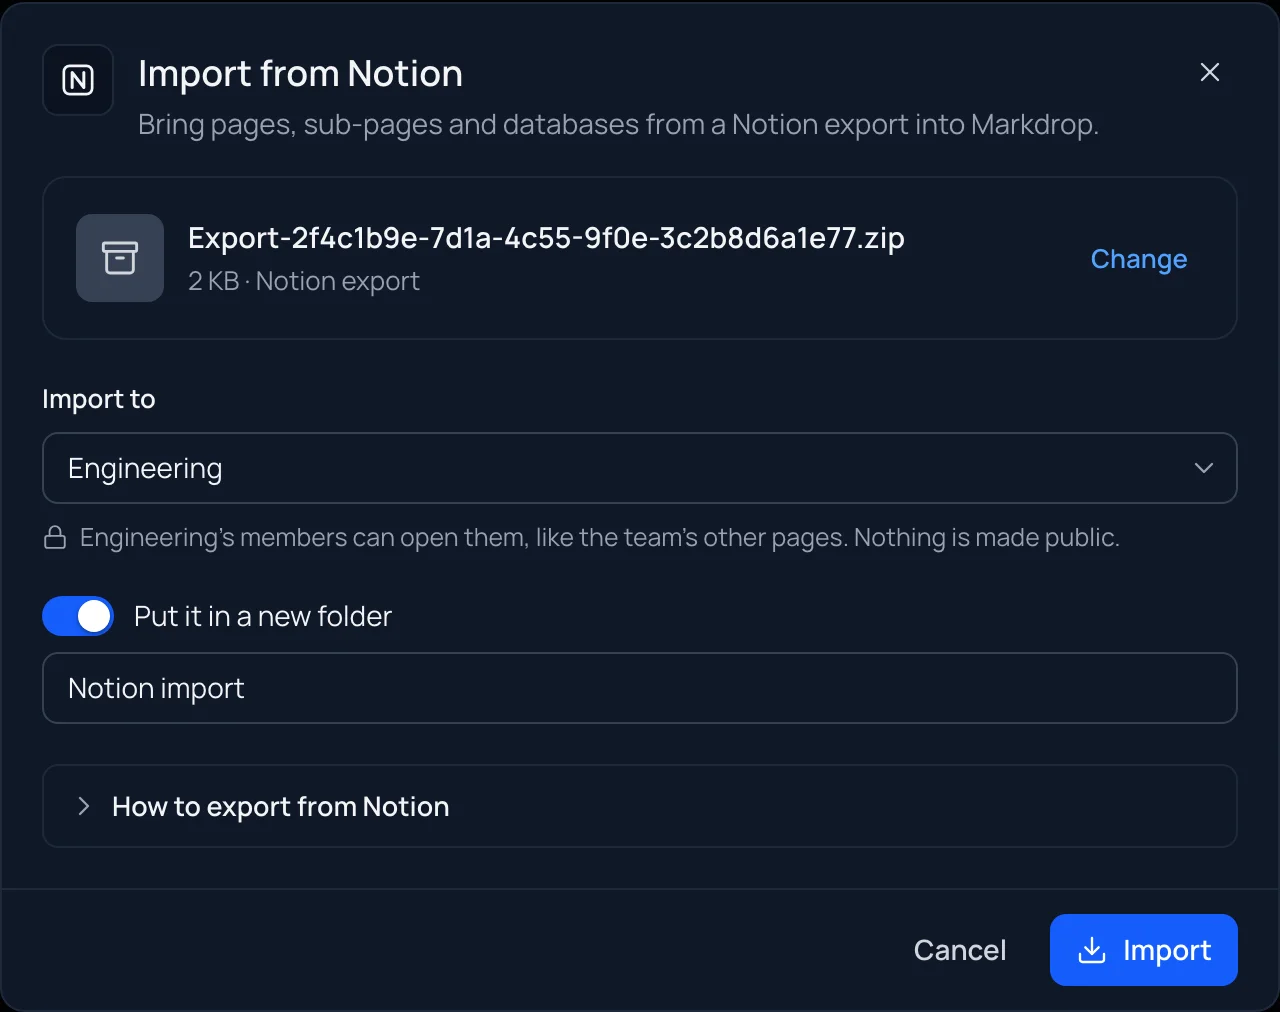 Import from Notion
Bring pages, sub-pages and databases from a Notion export into Markdrop.
Export-2f4c1b9e-7d1a-4c55-9f0e-3c2b8d6a1e77.zip
2 KB · Notion export
Change
Import to
Engineering
Engineering’s members can open them, like the team’s other pages. Nothing is made public.
Put it in a new folder
Notion import
How to export from Notion
Cancel
Import